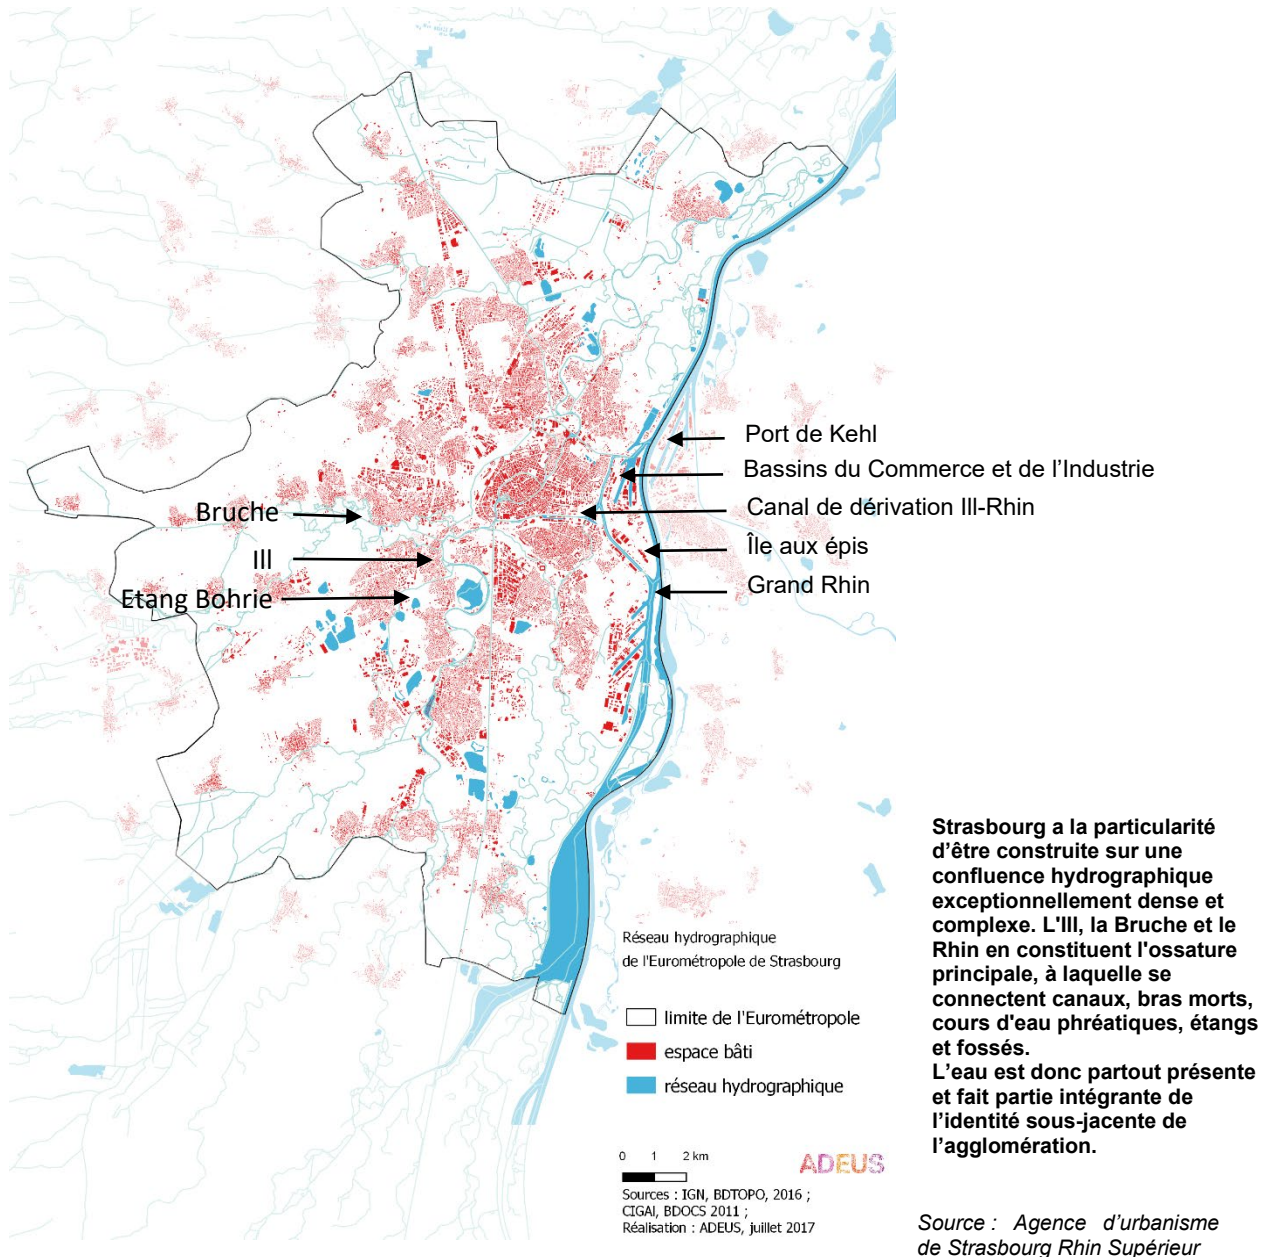 Port de Kehl
Bassins du Commerce et de l'Industrie
Canal de dérivation Ill-Rhin
Île aux épis
Grand Rhin
Bruche
Ill
Etang Bohrie
Réseau hydrographique
de l'Eurométropole de Strasbourg
limite de l'Eurométropole
espace bâti
réseau hydrographique
0 1 2 km
ADEUS
Sources : IGN, BDTOPO, 2016 ;
CIGAl, BDOCS 2011 ;
Réalisation : ADEUS, juillet 2017
Strasbourg a la particularité
d'être construite sur une
confluence hydrographique
exceptionnellement dense et
complexe. L'Ill, la Bruche et le
Rhin en constituent l'ossature
principale, à laquelle se
connectent canaux, bras morts,
cours d'eau phréatiques, étangs
et fossés.
L'eau est donc partout présente
et fait partie intégrante de
l'identité sous-jacente de
l'agglomération.
Source : Agence d'urbanisme
de Strasbourg Rhin Supérieur